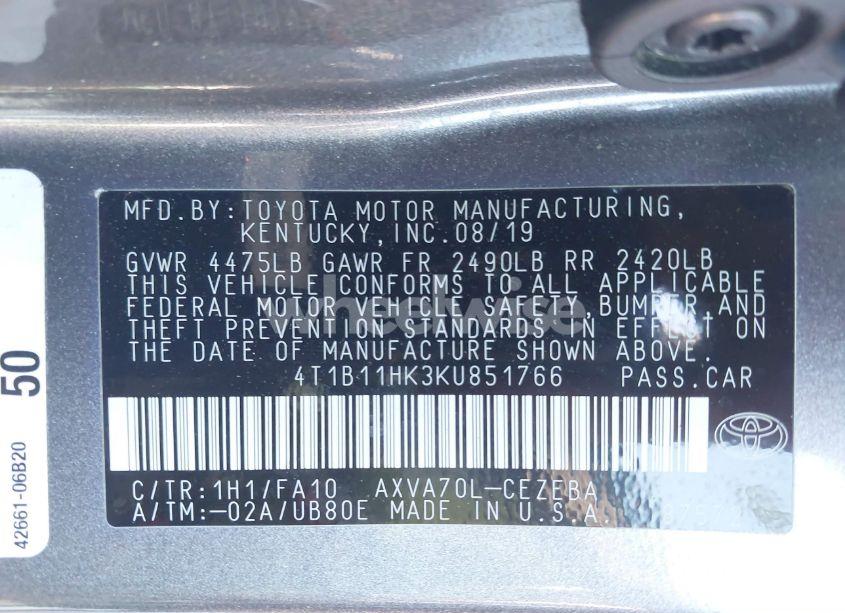 MFD.BY:TOYOTA MOTOR MANUFACTURING,
KENTUCKY,INC.08/19
GVWR 4475LB GAWR FR 2490LB RR 2420LB
THIS VEHICLE CONFORMS TO ALL APPLICABLE
FEDERAL MOTOR VEHICLE SAFETY,BUMPER,AND
THEFT PREVENTION STANDARDS IN EFFECT ON
THE DATE OF MANUFACTURE SHOWN ABOVE.
4T1B11HK3KU851766 PASS.CAR
C/TR:1H1/FA10 AXVA70L-CEZEBA
A/TM:-02A/UB80E MADE IN U.S.A.
50
42661-06B20
wheelwise